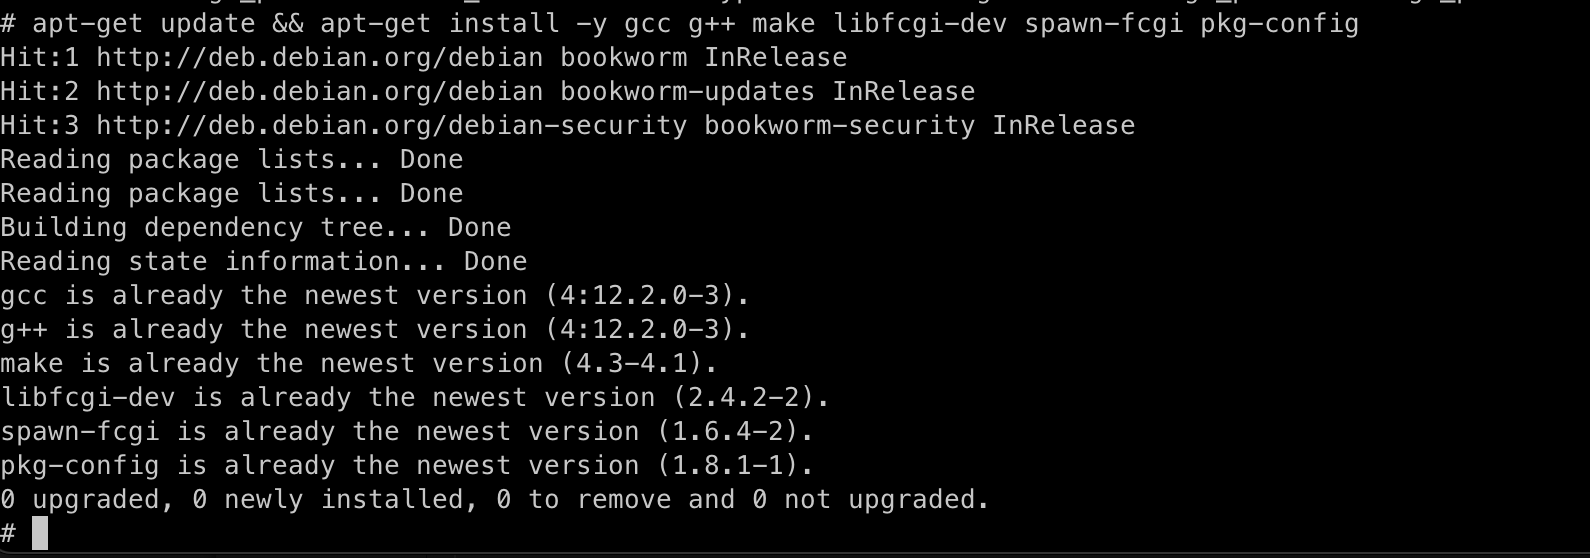 # apt-get update && apt-get install -y gcc g++ make libfcgi-dev spawn-fcgi pkg-config
Hit:1 http://deb.debian.org/debian bookworm InRelease
Hit:2 http://deb.debian.org/debian bookworm-updates InRelease
Hit:3 http://deb.debian.org/debian-security bookworm-security InRelease
Reading package lists... Done
Reading package lists... Done
Building dependency tree... Done
Reading state information... Done
gcc is already the newest version (4:12.2.0-3).
g++ is already the newest version (4:12.2.0-3).
make is already the newest version (4.3-4.1).
libfcgi-dev is already the newest version (2.4.2-2).
spawn-fcgi is already the newest version (1.6.4-2).
pkg-config is already the newest version (1.8.1-1).
0 upgraded, 0 newly installed, 0 to remove and 0 not upgraded.
#